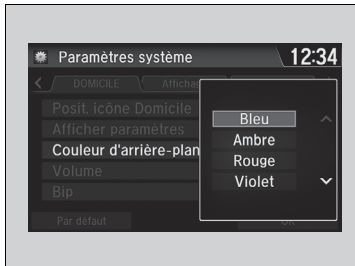 Paramètres système 12:34
DOMICILE Affichag
Posit. icône Domicile
Afficher paramètres
Couleur d'arrière-plan
Volume
Bip
Par défaut OK
Bleu
Ambre
Rouge
Violet